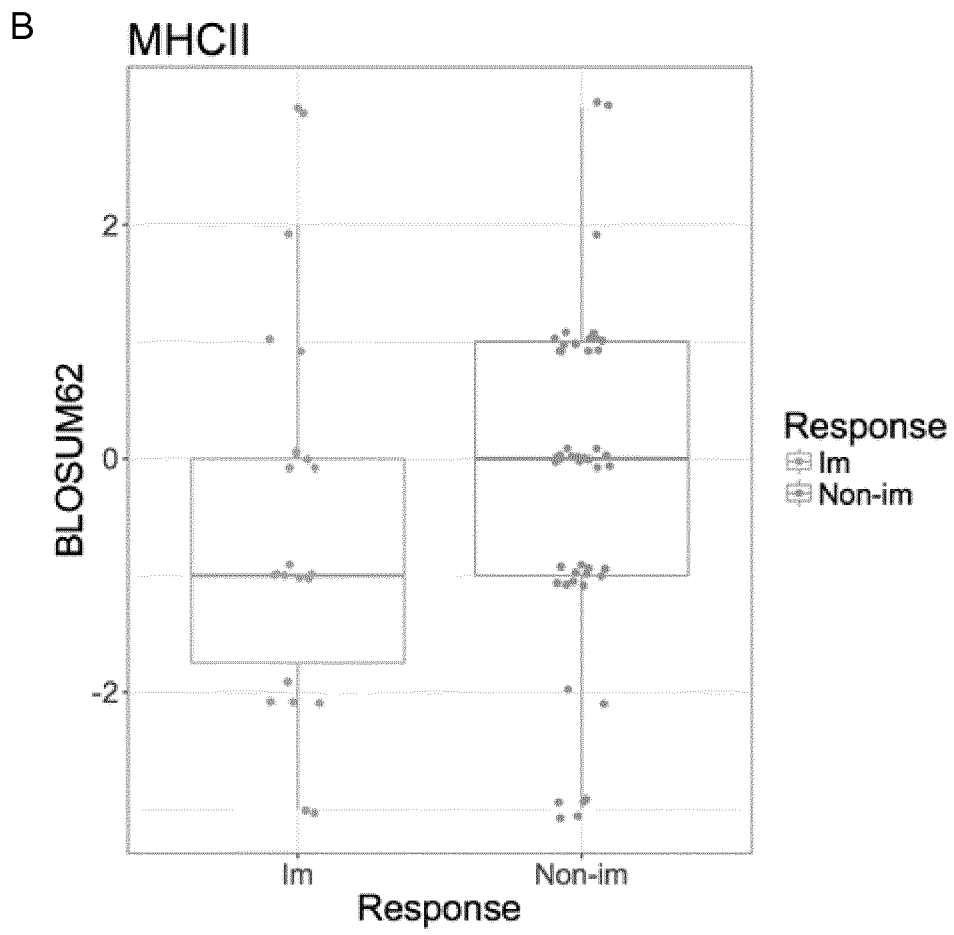 B
MHCII
2
0
-2
BLOSUM62
Im
Non-im
Response
Response
Im
Non-im